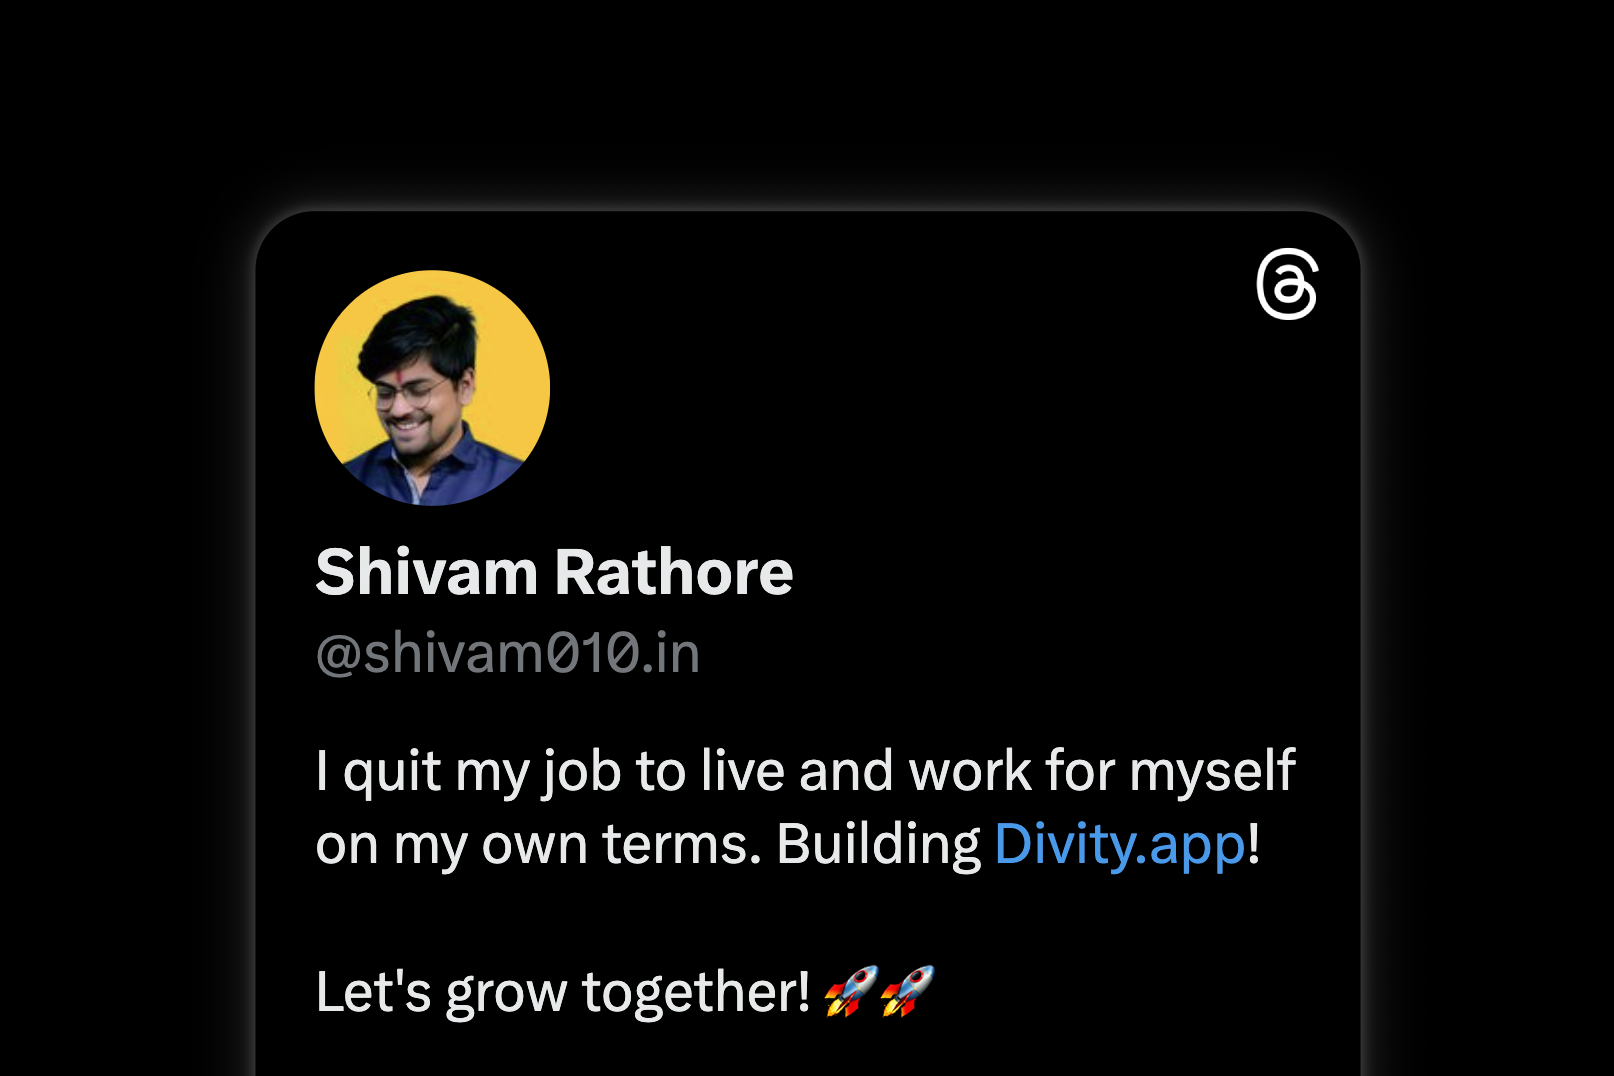 Shivam Rathore
@shivam010.in
I quit my job to live and work for myself
on my own terms. Building Divity.app!
Let's grow together! 🚀🚀